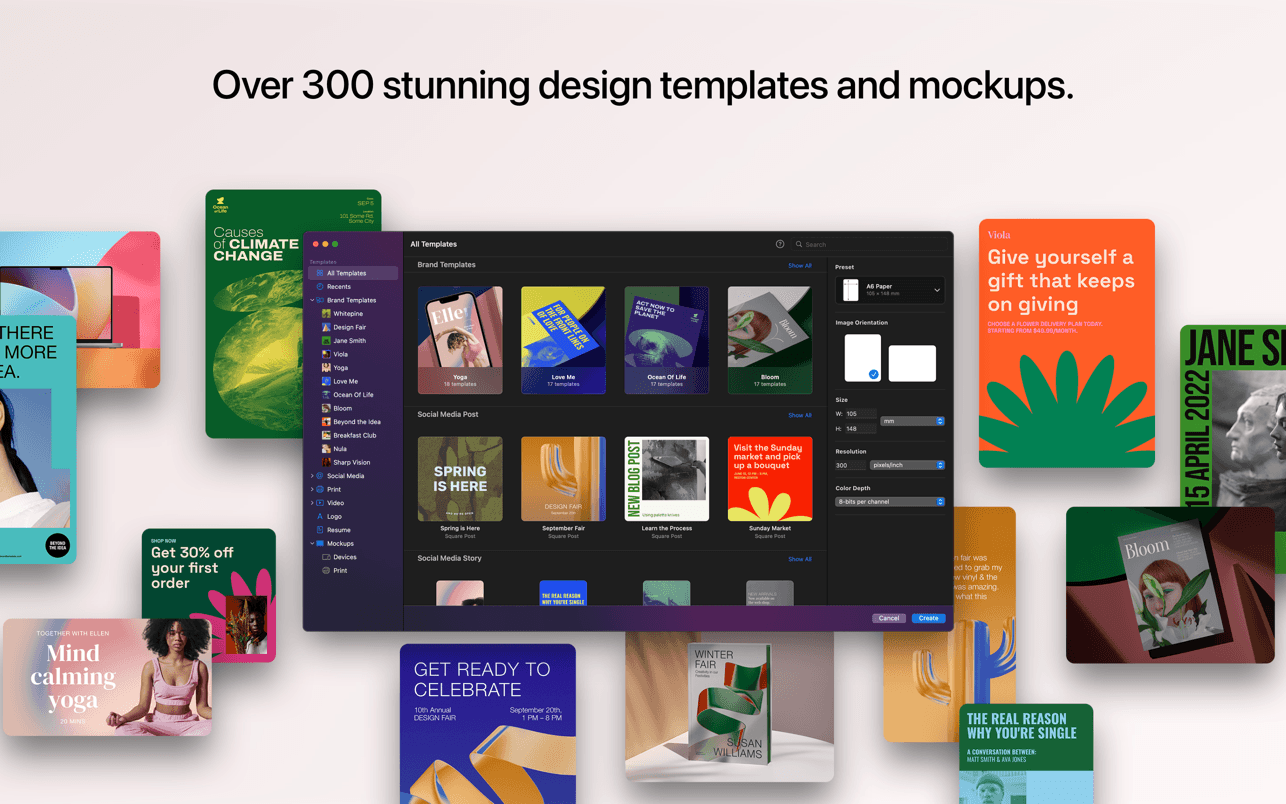 Over 300 stunning design templates and mockups.
Ocean
of Life
SEP 5
101 Some Rd.
Some City
Causes
of CLIMATE
CHANGE
THERE
MORE
EA.
BEYOND
THE IDEA
SHOP NOW
Get 30% off
your first
order
TOGETHER WITH ELLEN
Mind
calming
yoga
20 MINS
Templates
All Templates
Recents
Brand Templates
Whitepine
Design Fair
Jane Smith
Viola
Yoga
Love Me
Ocean Of Life
Bloom
Beyond the Idea
Breakfast Club
Nula
Sharp Vision
Social Media
Print
Video
Logo
Resume
Mockups
Devices
Print
All Templates
Search
Brand Templates
Show All
Ellen
Yoga
18 templates
FOR PEOPLE ON
THE FRONT LINES
OF LOVE
Love Me
17 templates
ACT NOW TO
SAVE THE
PLANET
Ocean Of Life
17 templates
Bloom
Bloom
17 templates
Social Media Post
Show All
SPRING
IS HERE
Spring is Here
Square Post
DESIGN FAIR
September Fair
Square Post
NEW BLOG POST
Learn the Process
Square Post
Visit the Sunday
market and pick
up a bouquet
Sunday Market
Square Post
Social Media Story
Show All
THE REAL REASON
WHY YOU'RE SINGLE
NEW ARRIVALS
Preset
A6 Paper
105 × 148 mm
Image Orientation
Size
W: 105
H: 148
mm
Resolution
300
pixels/inch
Color Depth
8-bits per channel
Cancel
Create
Viola
Give yourself a
gift that keeps
on giving
CHOOSE A FLOWER DELIVERY PLAN TODAY.
STARTING FROM $40.00/MONTH.
JANE S
15 APRIL 2022
Bloom
n fair was
ed to grab my
w vinyl & the
was amazing.
what this
GET READY TO
CELEBRATE
10th Annual
DESIGN FAIR
September 20th,
1 PM – 8 PM
WINTER
FAIR
SUSAN
WILLIAMS
THE REAL REASON
WHY YOU'RE SINGLE
A CONVERSATION BETWEEN:
MATT SMITH & AVA JONES